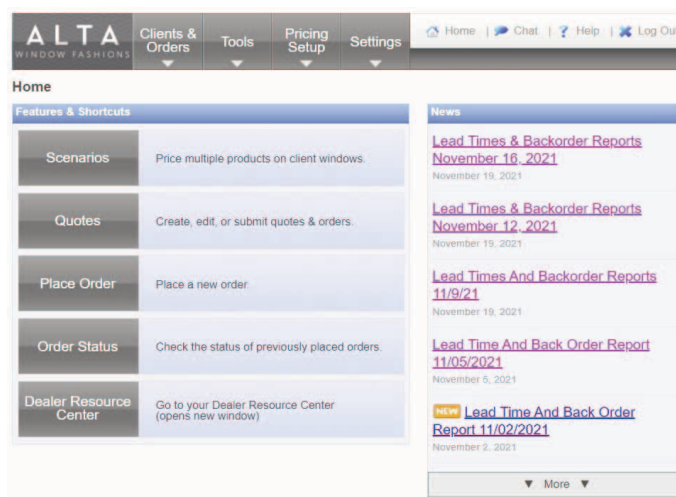 ALTA
WINDOW FASHIONS
Clients &
Orders
Tools
Pricing
Setup
Settings
Home | Chat | Help | Log Ou
Home
Features & Shortcuts
Scenarios
Price multiple products on client windows.
Quotes
Create, edit, or submit quotes & orders.
Place Order
Place a new order
Order Status
Check the status of previously placed orders.
Dealer Resource
Center
Go to your Dealer Resource Center
(opens new window)
News
Lead Times & Backorder Reports
November 16, 2021
November 19, 2021
Lead Times & Backorder Reports
November 12, 2021
November 19, 2021
Lead Times And Backorder Reports
11/9/21
November 19, 2021
Lead Time And Back Order Report
11/05/2021
November 5, 2021
NEW Lead Time And Back Order
Report 11/02/2021
November 2, 2021
▼ More ▼